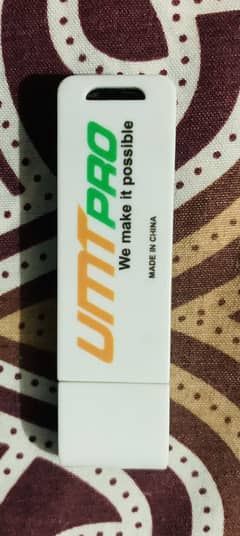 UMTPRO
We make it possible
MADE IN CHINA